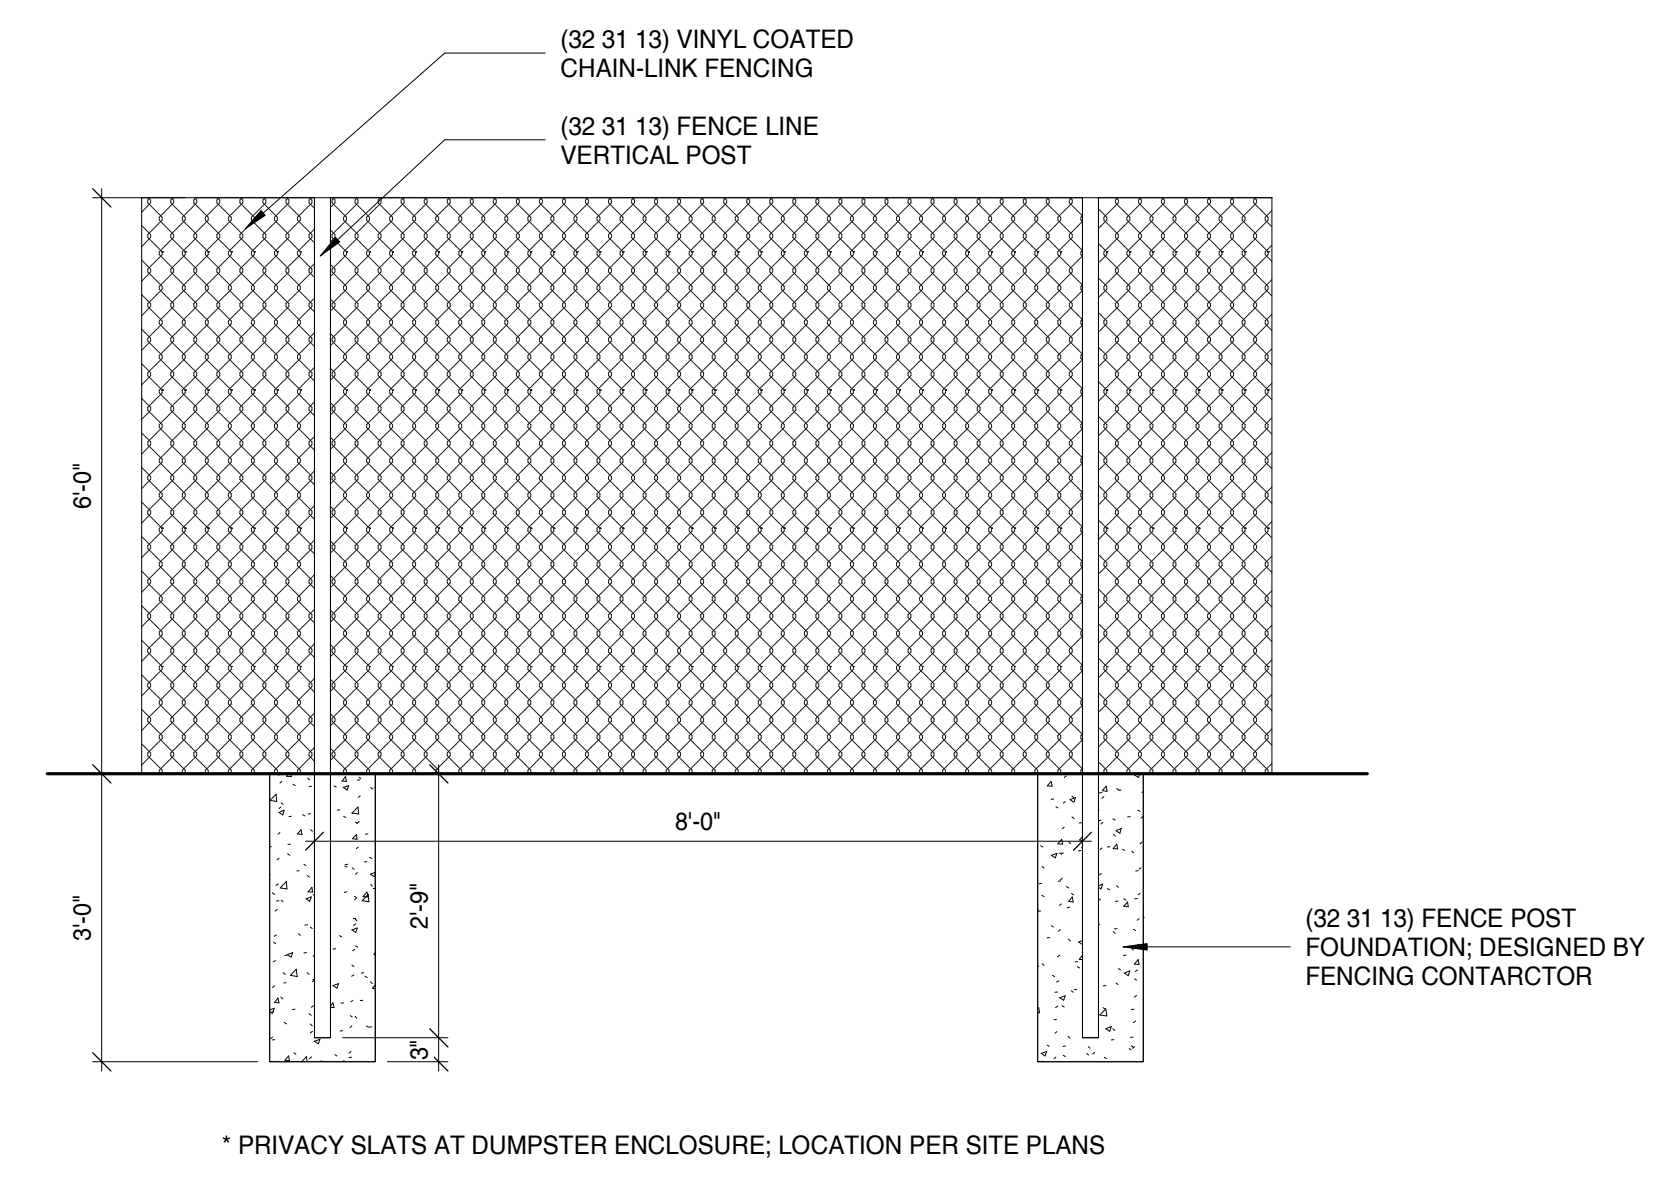 (32 31 13) VINYL COATED
CHAIN-LINK FENCING
(32 31 13) FENCE LINE
VERTICAL POST
6'-0"
8'-0"
3'-0"
2'-9"
3"
(32 31 13) FENCE POST
FOUNDATION; DESIGNED BY
FENCING CONTARCTOR
* PRIVACY SLATS AT DUMPSTER ENCLOSURE; LOCATION PER SITE PLANS